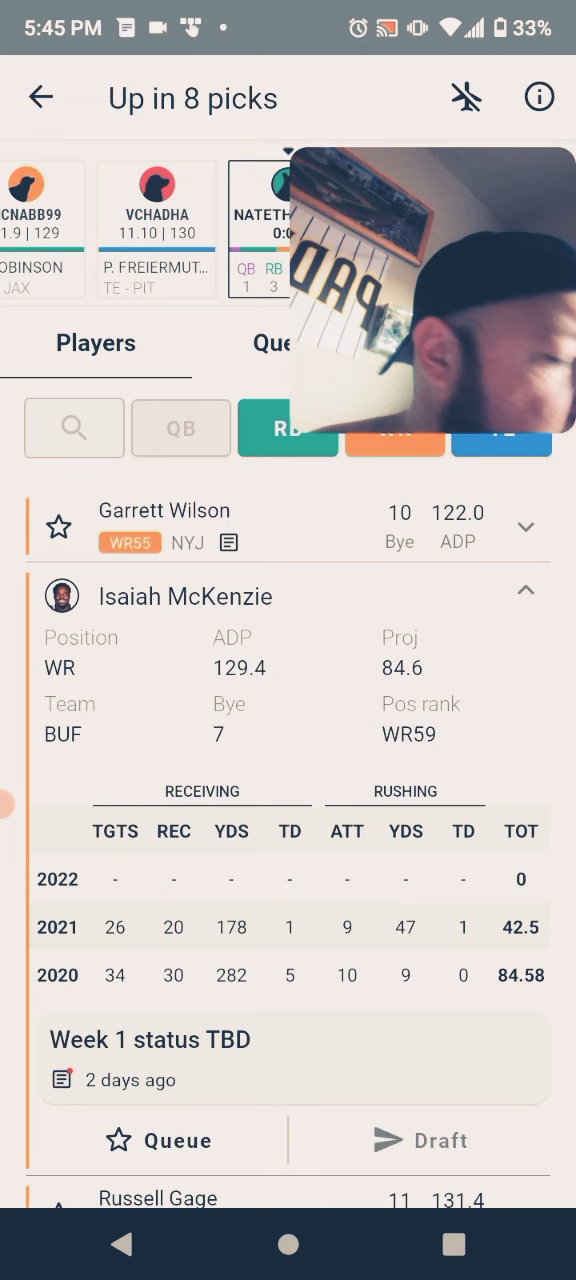 5:45 PM 33%
Up in 8 picks
CNABB99 VCHADHA NATETH
1.9 | 129 11.10 | 130 0:0
OBINSON P. FREIERMUT... QB RB
JAX TE - PIT 1 3
PAD
Players Que
QB
Garrett Wilson 10 122.0
WR55 NYJ Bye ADP
Isaiah McKenzie
Position ADP Proj
WR 129.4 84.6
Team Bye Pos rank
BUF 7 WR59
RECEIVING RUSHING
TGTS REC YDS TD ATT YDS TD TOT
2022 - - - - - - - 0
2021 26 20 178 1 9 47 1 42.5
2020 34 30 282 5 10 9 0 84.58
Week 1 status TBD
2 days ago
Queue Draft
Russell Gage 11 131.4